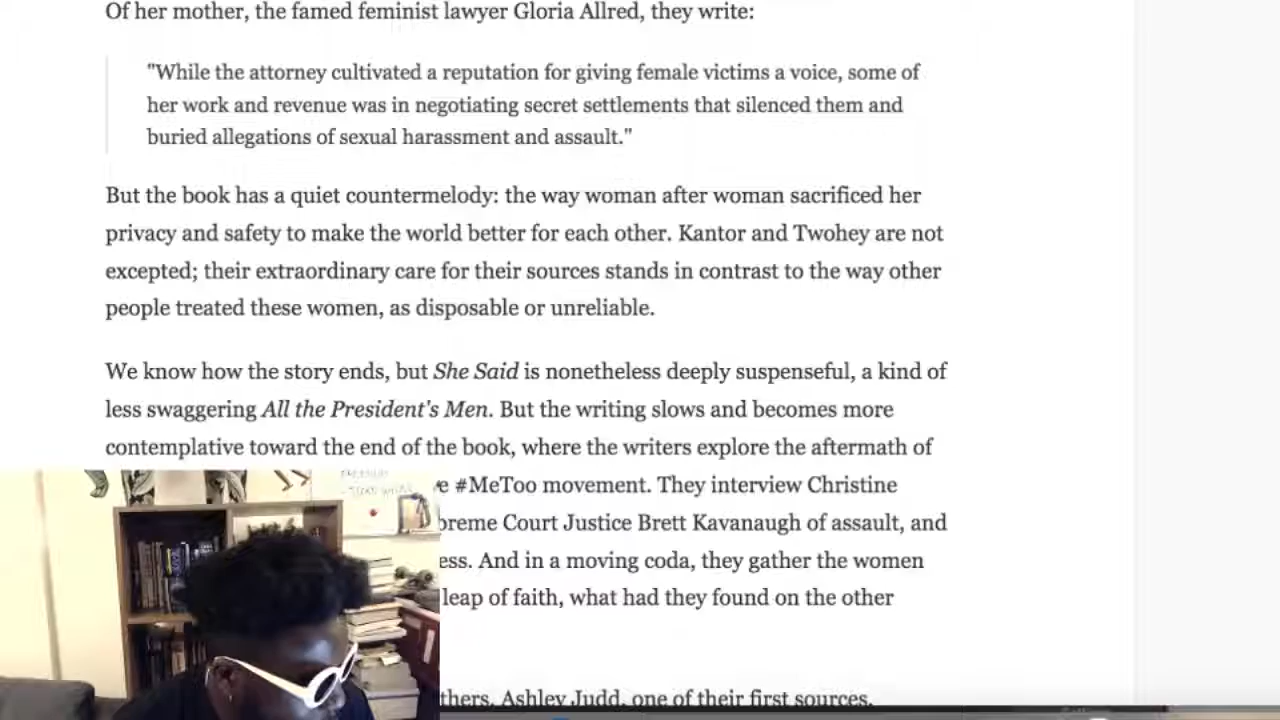 Of her mother, the famed feminist lawyer Gloria Allred, they write:
"While the attorney cultivated a reputation for giving female victims a voice, some of
her work and revenue was in negotiating secret settlements that silenced them and
buried allegations of sexual harassment and assault."
But the book has a quiet countermelody: the way woman after woman sacrificed her
privacy and safety to make the world better for each other. Kantor and Twohey are not
excepted; their extraordinary care for their sources stands in contrast to the way other
people treated these women, as disposable or unreliable.
We know how the story ends, but She Said is nonetheless deeply suspenseful, a kind of
less swaggering All the President's Men. But the writing slows and becomes more
contemplative toward the end of the book, where the writers explore the aftermath of
#MeToo movement. They interview Christine
preme Court Justice Brett Kavanaugh of assault, and
ess. And in a moving coda, they gather the women
leap of faith, what had they found on the other
thers. Ashley Judd, one of their first sources,